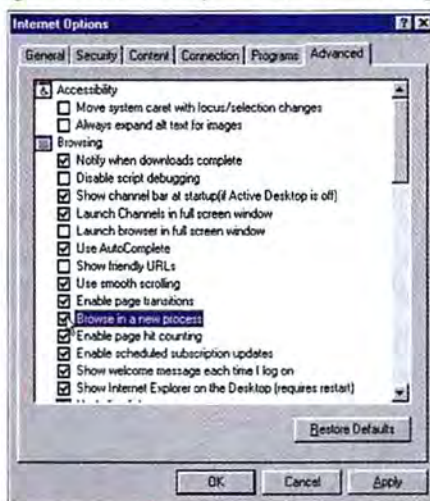 Internet Options
General Security Content Connection Programs Advanced
Accessibility
Move system caret with focus/selection changes
Always expand alt text for images
Browsing
Notify when downloads complete
Disable script debugging
Show channel bar at startup(if Active Desktop is off)
Launch Channels in full screen window
Launch browser in full screen window
Use AutoComplete
Show friendly URLs
Use smooth scrolling
Enable page transitions
Browse in a new process
Enable page hit counting
Enable scheduled subscription updates
Show welcome message each time I log on
Show Internet Explorer on the Desktop (requires restart)
Restore Defaults
OK Cancel Apply